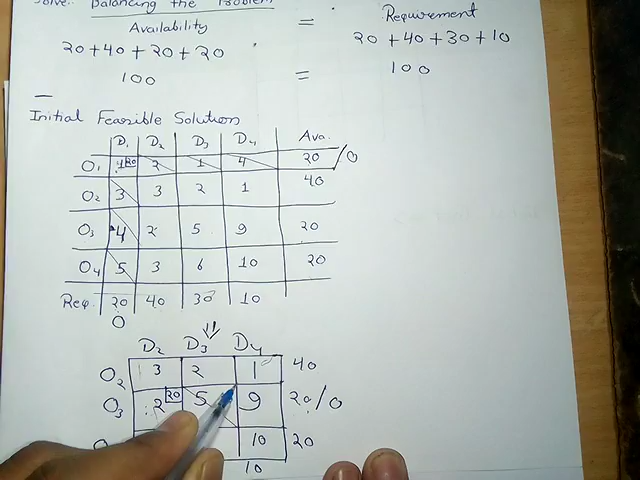 Solve:- Balancing the Problem
Availability = Requirement
20 + 40 + 20 + 20 20 + 40 + 30 + 10
100 = 100
Initial Feasible Solution
D1 D2 D3 D4 Ava.
O1 4 20 2 1 4 20/0
O2 3 3 2 1 40
O3 4 2 5 9 20
O4 5 3 6 10 20
Req. 20 40 30 10
0
D2 D3 D4
O2 3 2 1 40
O3 2 20 5 9 20/0
10 20
10